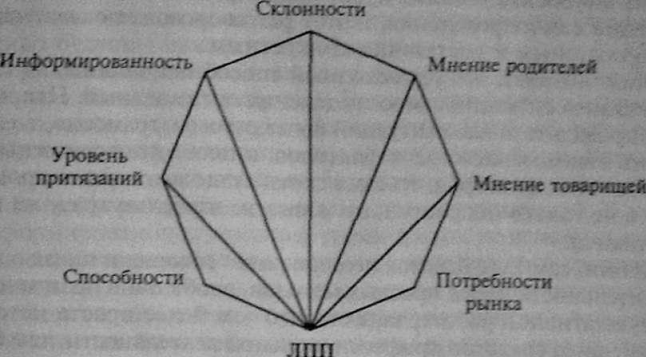 Склонности
Информированность
Мнение родителей
Уровень
притязаний
Мнение товарищей
Способности
Потребности
рынка
ЛПП